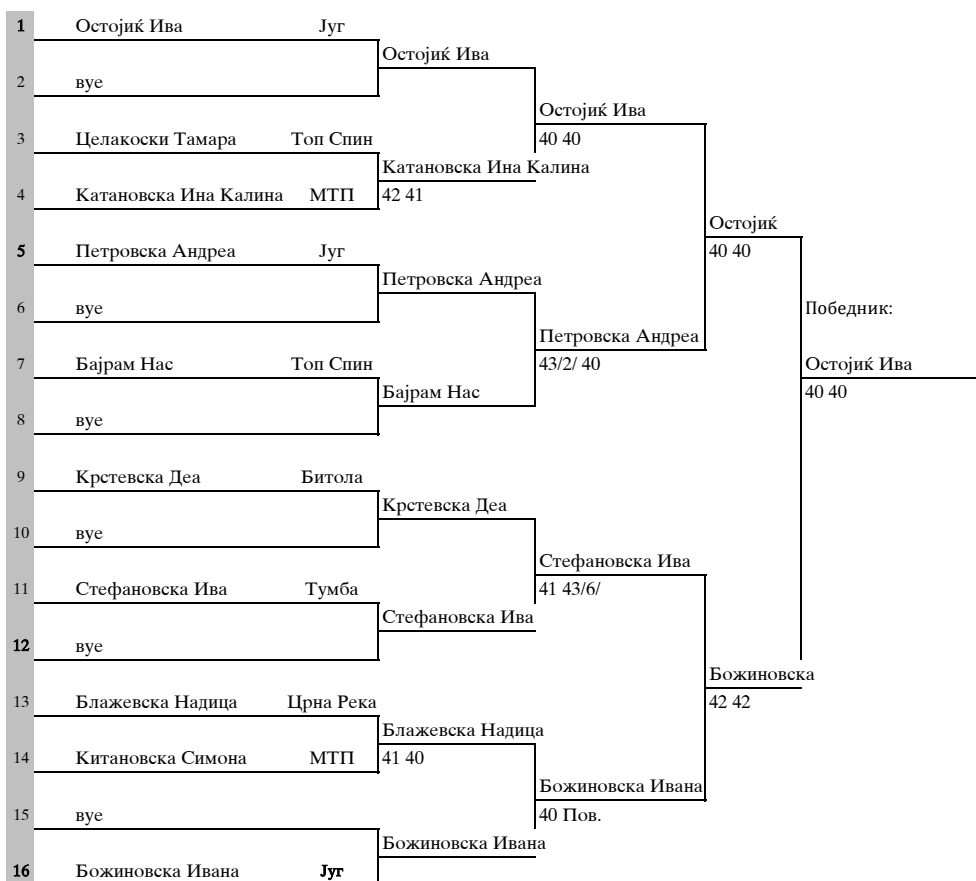 1 Остојиќ Ива Југ
Остојиќ Ива
2 вуе
Остојиќ Ива
3 Целакоски Тамара Топ Спин 40 40
Катановска Ина Калина
4 Катановска Ина Калина МТП 42 41
Остојиќ
5 Петровска Андреа Југ 40 40
Петровска Андреа
6 вуе Победник:
Петровска Андреа
7 Бајрам Нас Топ Спин 43/2/ 40 Остојиќ Ива
Бајрам Нас 40 40
8 вуе
9 Крстевска Деа Битола
Крстевска Деа
10 вуе
Стефановска Ива
11 Стефановска Ива Тумба 41 43/6/
Стефановска Ива
12 вуе
Божиновска
13 Блажевска Надица Црна Река 42 42
Блажевска Надица
14 Китановска Симона МТП 41 40
Божиновска Ивана
15 вуе 40 Пов.
Божиновска Ивана
16 Божиновска Ивана Југ